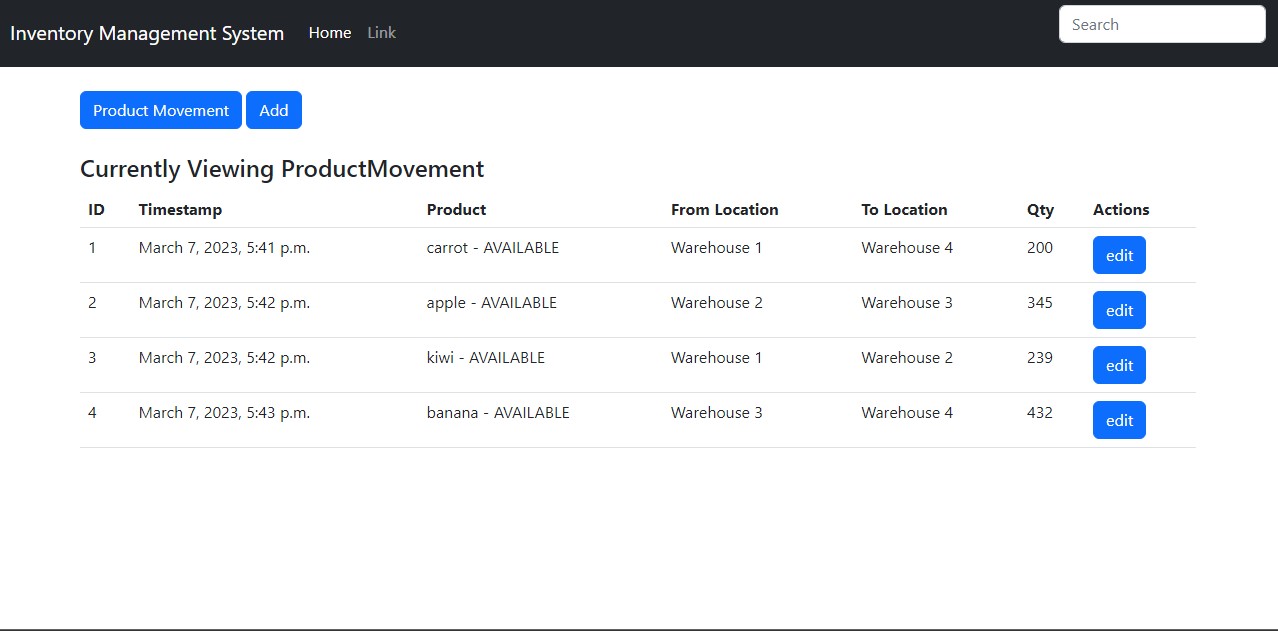 Inventory Management System Home Link Search
Product Movement Add
Currently Viewing ProductMovement
ID Timestamp Product From Location To Location Qty Actions
1 March 7, 2023, 5:41 p.m. carrot - AVAILABLE Warehouse 1 Warehouse 4 200 edit
2 March 7, 2023, 5:42 p.m. apple - AVAILABLE Warehouse 2 Warehouse 3 345 edit
3 March 7, 2023, 5:42 p.m. kiwi - AVAILABLE Warehouse 1 Warehouse 2 239 edit
4 March 7, 2023, 5:43 p.m. banana - AVAILABLE Warehouse 3 Warehouse 4 432 edit